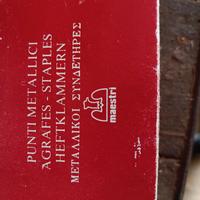 PUNTI METALLICI
AGRAFES - STAPLES
HEFTKLAMMERN
ΜΕΤΑΛΛΙΚΟΙ ΣΥΝΔΕΤΗΡΕΣ
maestri